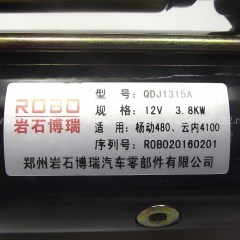 ROBO
岩石博瑞
型 号: QDJ1315A
规 格: 12V 3.8KW
适 用: 杨动480、云内4100
序列号: ROBO20160201
郑州岩石博瑞汽车零部件有限公司